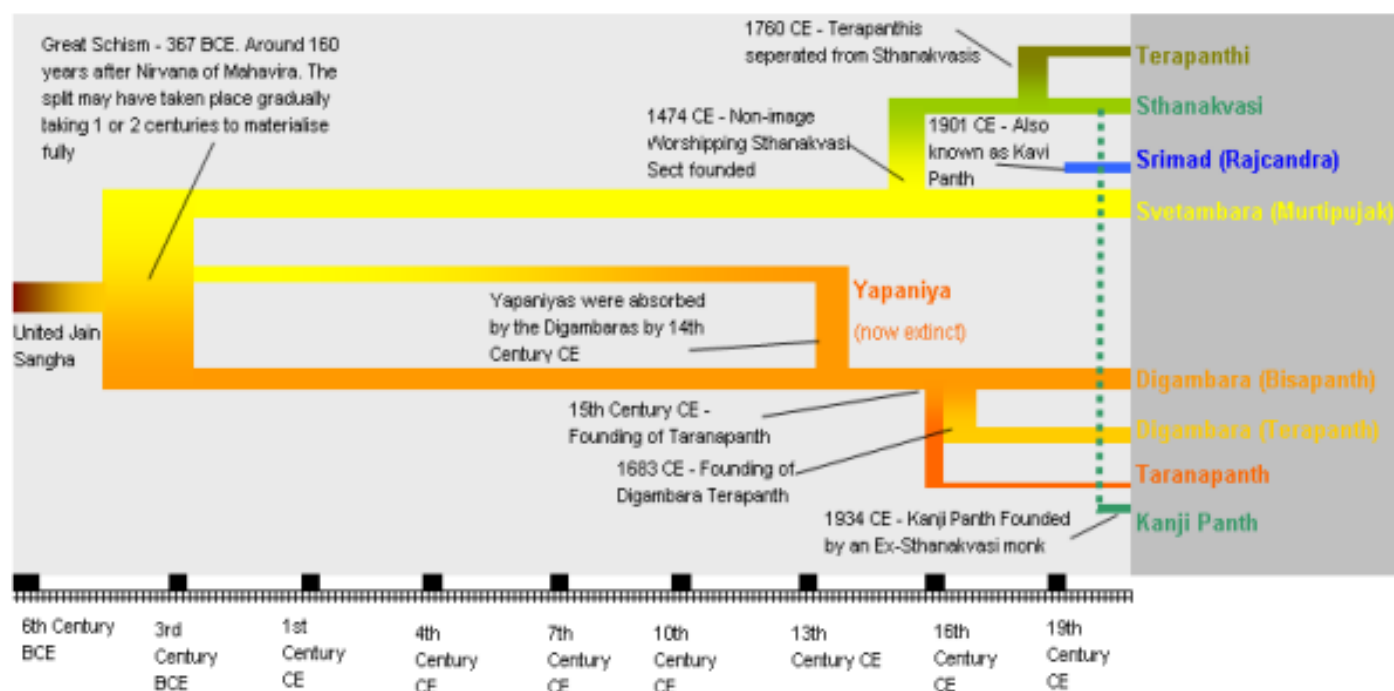 Great Schism - 367 BCE. Around 160
years after Nirvana of Mahavira. The
split may have taken place gradually
taking 1 or 2 centuries to materialise
fully
1760 CE - Terapanthis
seperated from Sthanakvasis
1474 CE - Non-image
Worshipping Sthanakvasi
Sect founded
1901 CE - Also
known as Kavi
Panth
Terapanthi
Sthanakvasi
Srimad (Rajcandra)
Svetambara (Murtipujak)
United Jain
Sangha
Yapaniyas were absorbed
by the Digambaras by 14th
Century CE
Yapaniya
(now extinct)
15th Century CE -
Founding of Taranapanth
1683 CE - Founding of
Digambara Terapanth
1934 CE - Kanji Panth Founded
by an Ex-Sthanakvasi monk
Digambara (Bisapanth)
Digambara (Terapanth)
Taranapanth
Kanji Panth
6th Century
BCE
3rd
Century
BCE
1st
Century
CE
4th
Century
CE
7th
Century
CE
10th
Century
CE
13th
Century CE
16th
Century
CE
19th
Century
CE